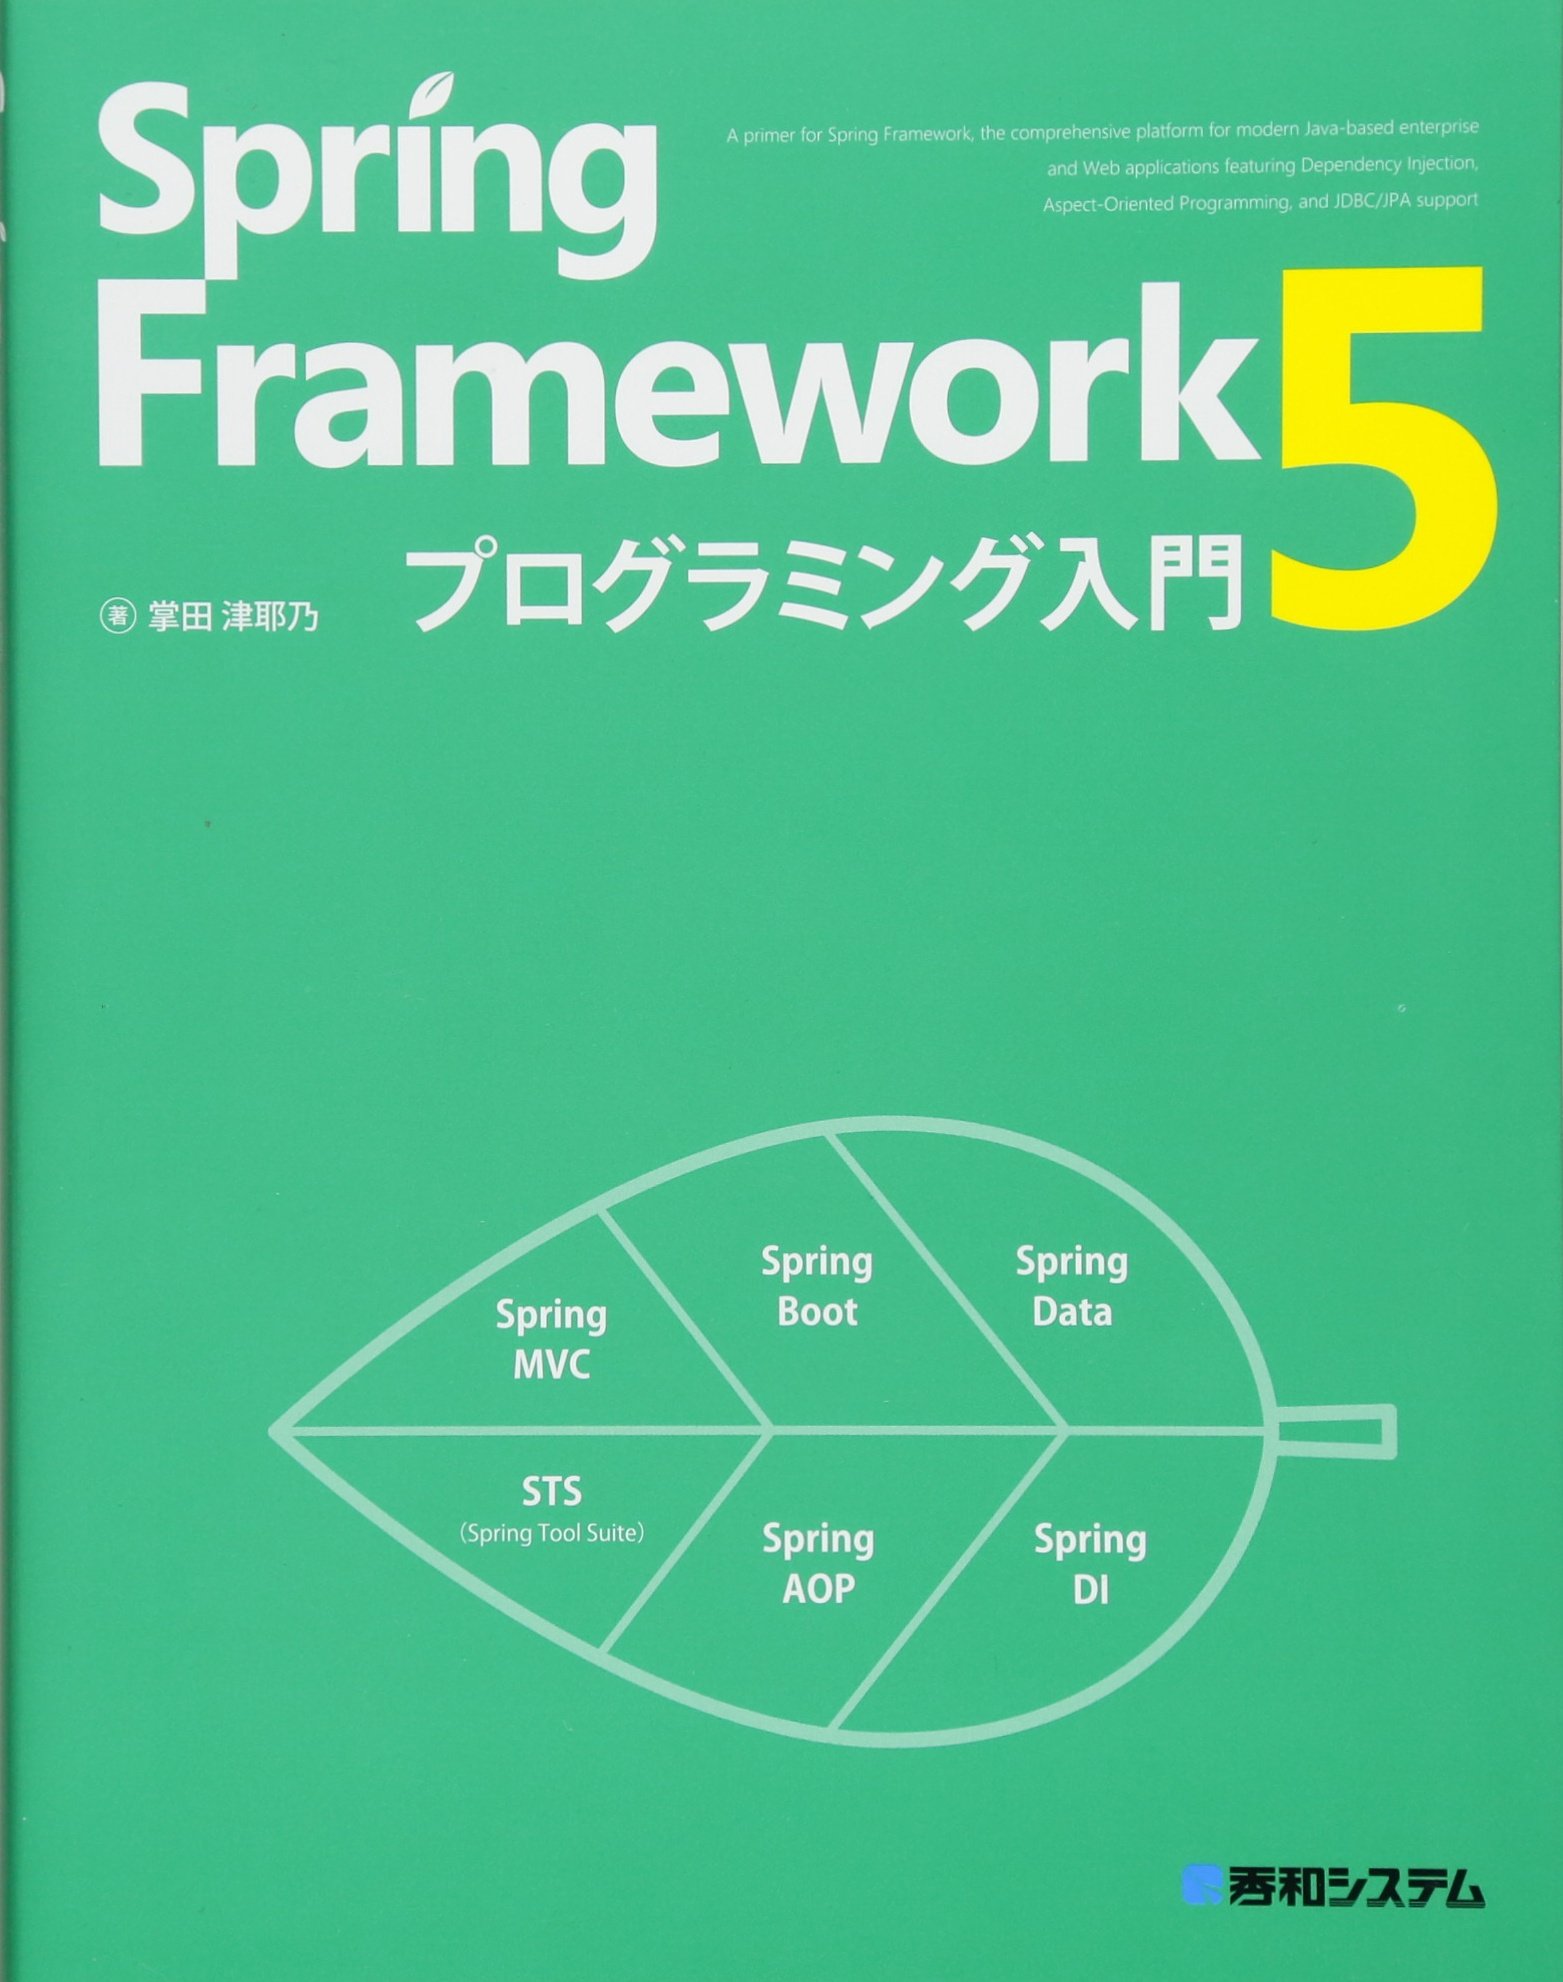 Spring
A primer for Spring Framework, the comprehensive platform for modern Java-based enterprise
and Web applications featuring Dependency Injection,
Aspect-Oriented Programming, and JDBC/JPA support
Framework 5
プログラミング入門
著 掌田 津耶乃
Spring
MVC
Spring
Boot
Spring
Data
STS
(Spring Tool Suite)
Spring
AOP
Spring
DI
秀和システム